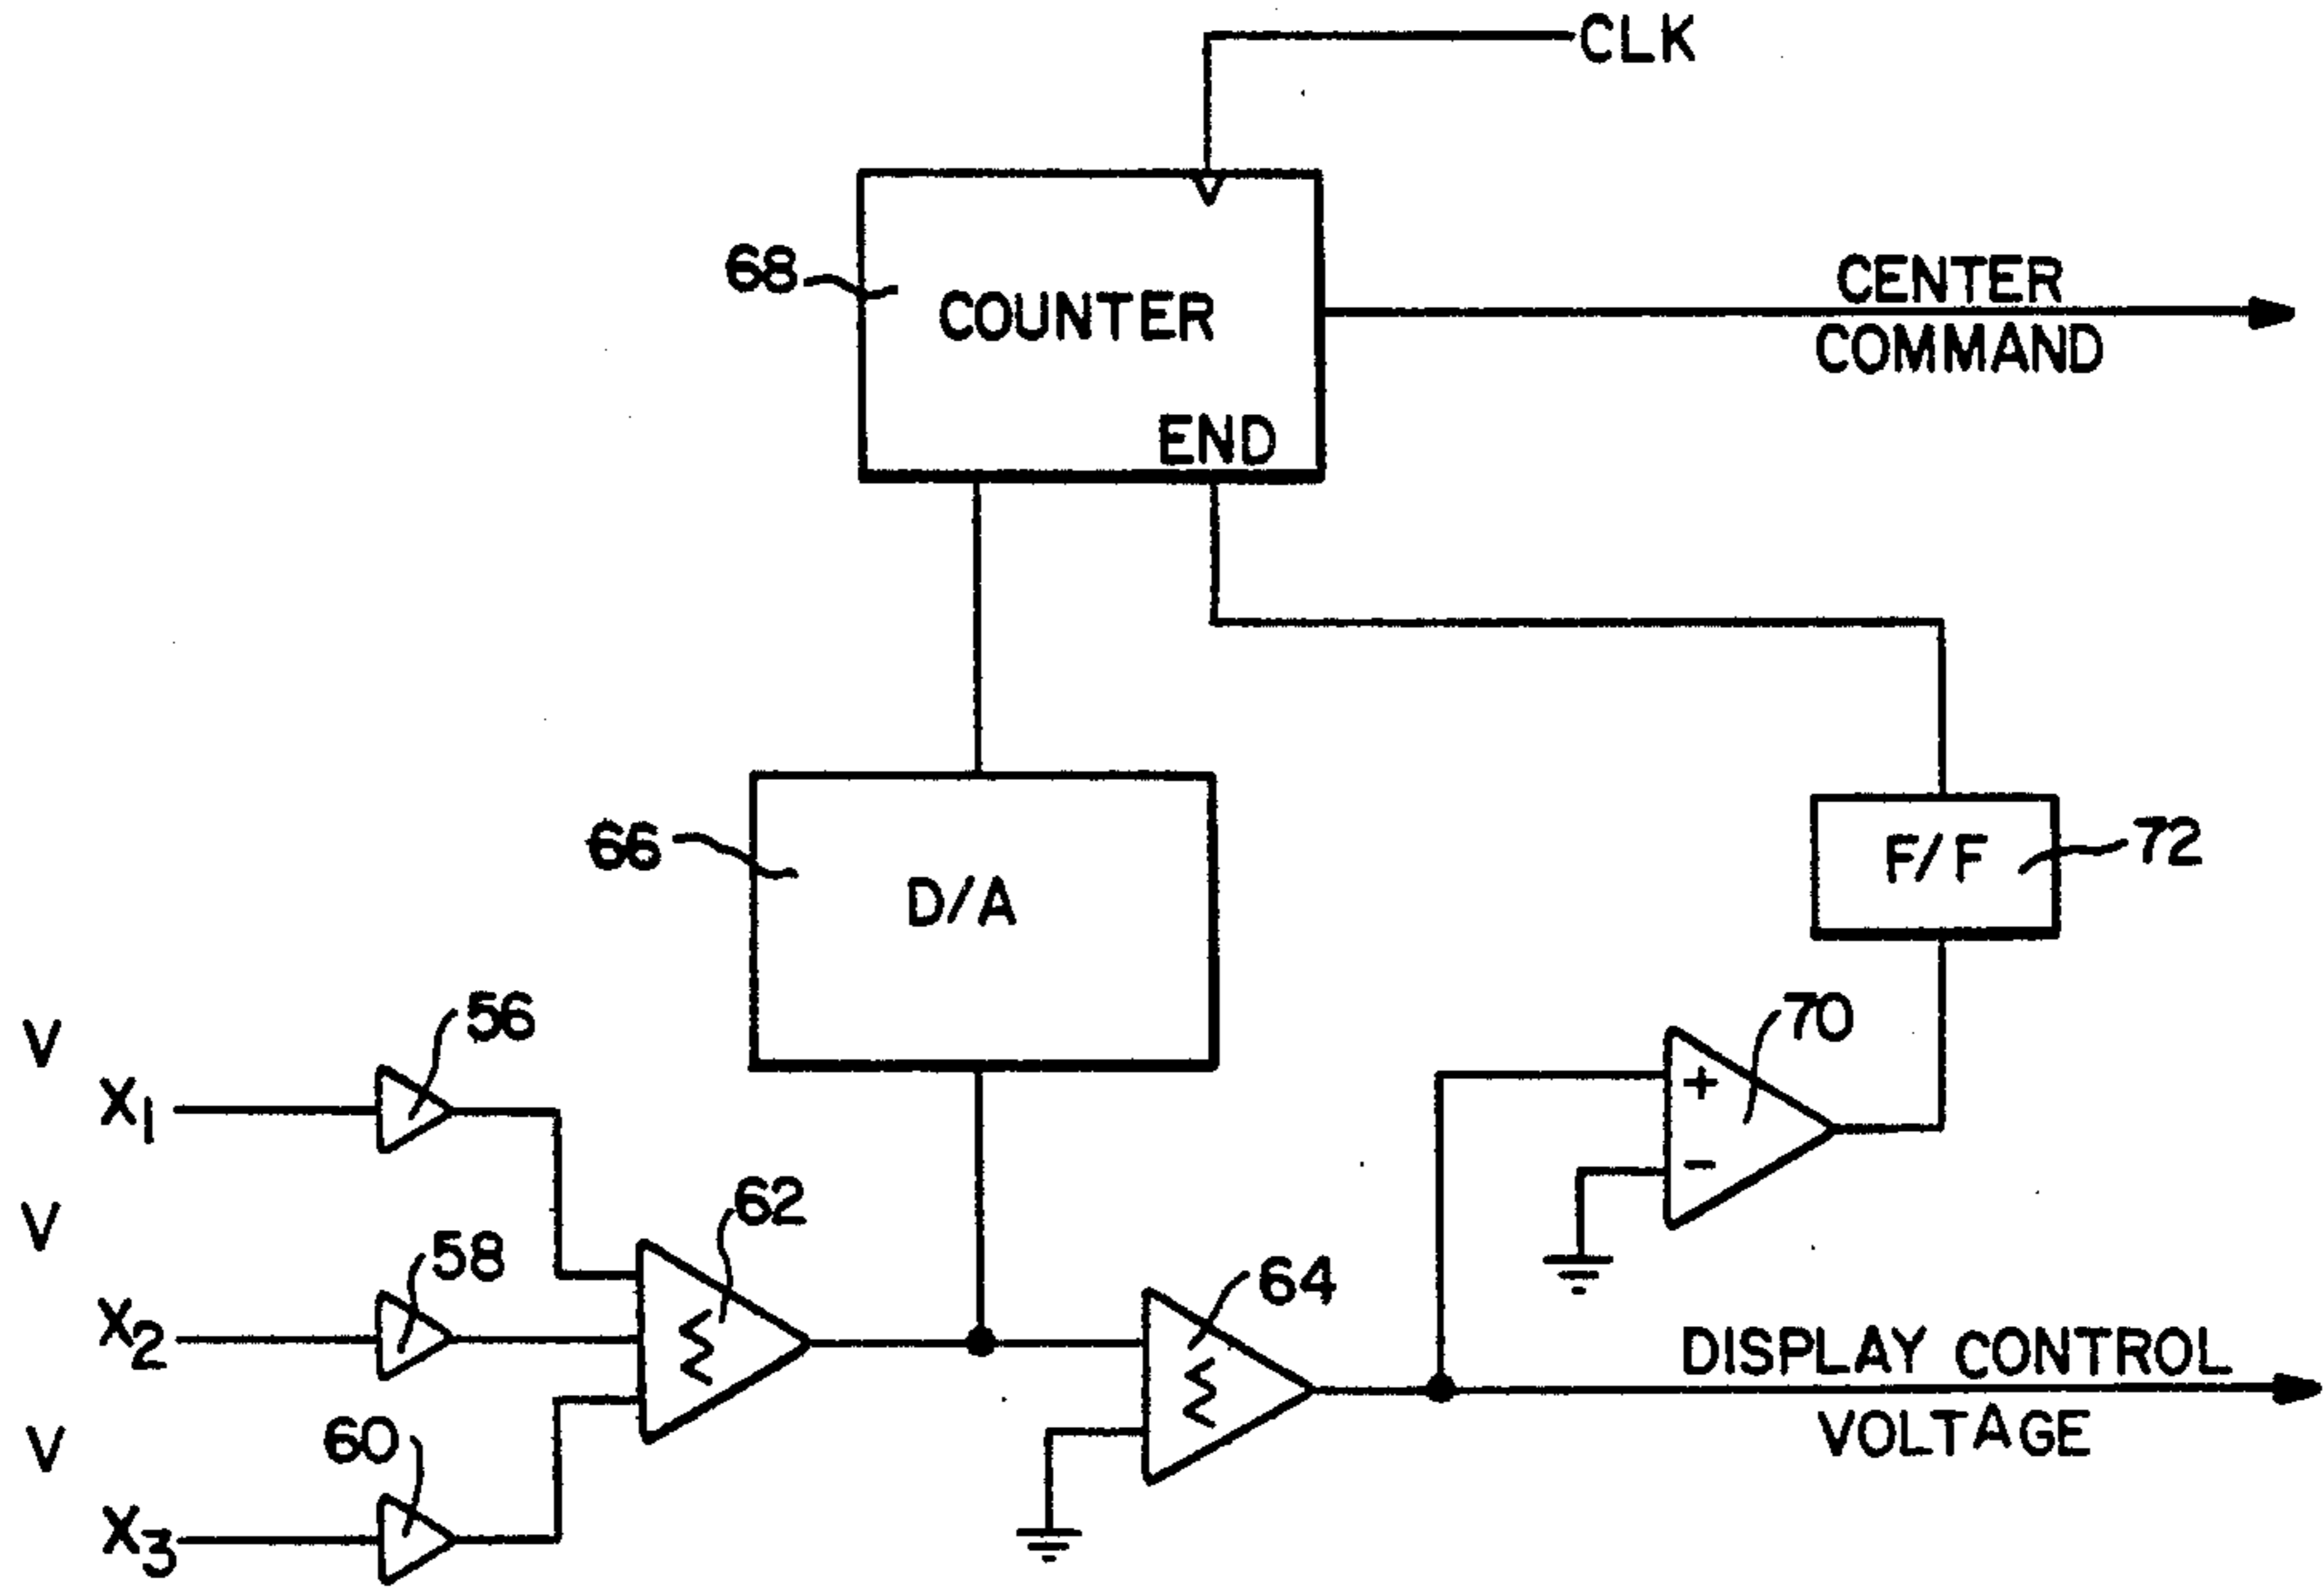 CLK
68
COUNTER
CENTER
COMMAND
END
66
D/A
F/F
72
V
X1
56
70
+
-
V
X2
58
62
Σ
64
Σ
DISPLAY CONTROL
VOLTAGE
V
X3
60